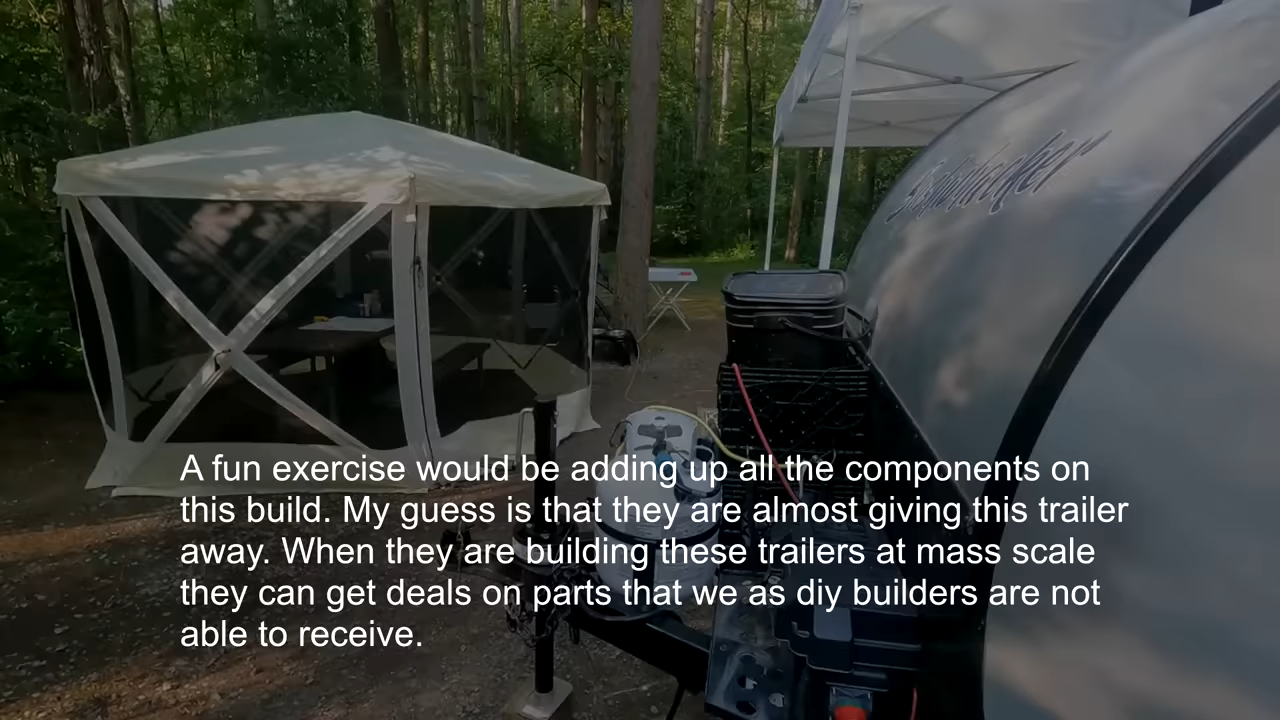 A fun exercise would be adding up all the components on
this build. My guess is that they are almost giving this trailer
away. When they are building these trailers at mass scale
they can get deals on parts that we as diy builders are not
able to receive.